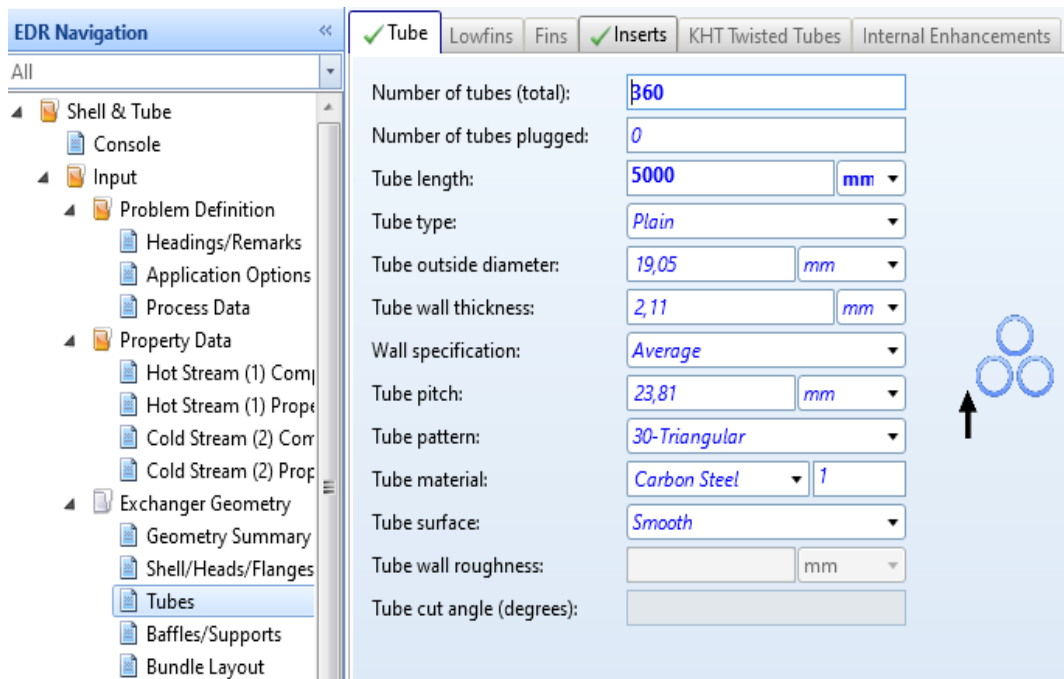 EDR Navigation
All
Shell & Tube
Console
Input
Problem Definition
Headings/Remarks
Application Options
Process Data
Property Data
Hot Stream (1) Comp
Hot Stream (1) Prope
Cold Stream (2) Com
Cold Stream (2) Prop
Exchanger Geometry
Geometry Summary
Shell/Heads/Flanges
Tubes
Baffles/Supports
Bundle Layout
Tube Lowfins Fins Inserts KHT Twisted Tubes Internal Enhancements
Number of tubes (total): 360
Number of tubes plugged: 0
Tube length: 5000 mm
Tube type: Plain
Tube outside diameter: 19,05 mm
Tube wall thickness: 2,11 mm
Wall specification: Average
Tube pitch: 23,81 mm
Tube pattern: 30-Triangular
Tube material: Carbon Steel 1
Tube surface: Smooth
Tube wall roughness: mm
Tube cut angle (degrees):